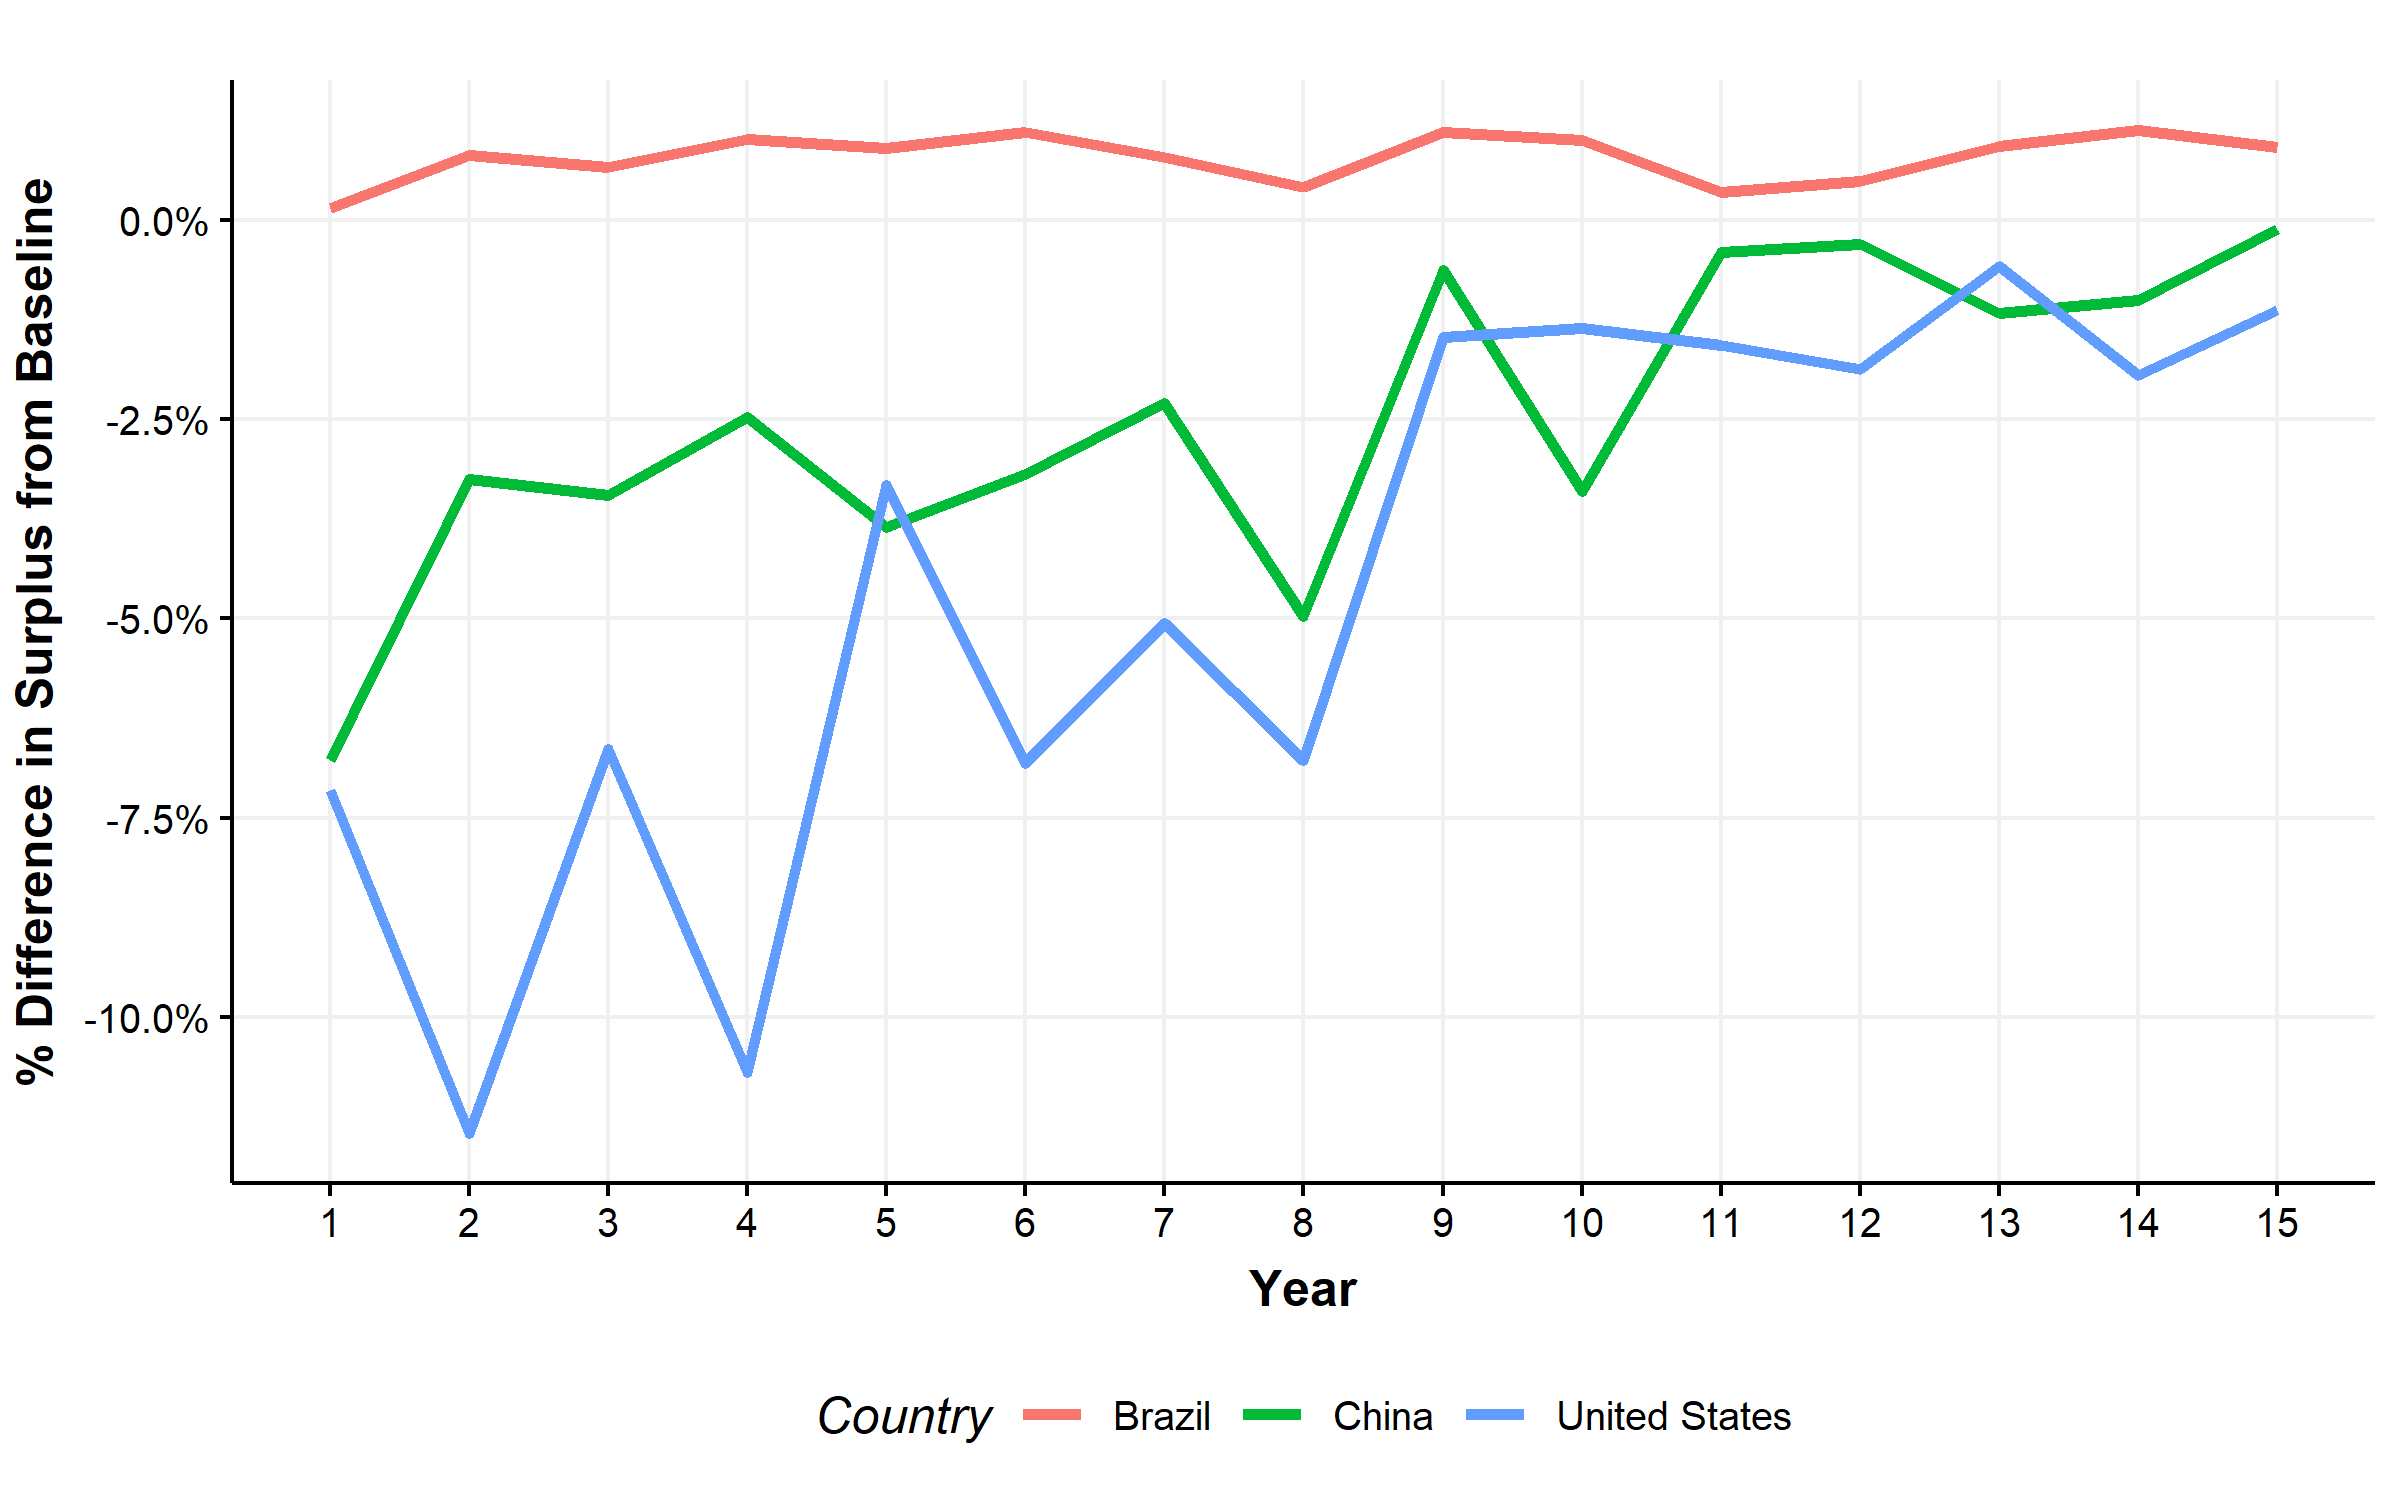 % Difference in Surplus from Baseline
0.0%
-2.5%
-5.0%
-7.5%
-10.0%
1 2 3 4 5 6 7 8 9 10 11 12 13 14 15
Year
Country Brazil China United States